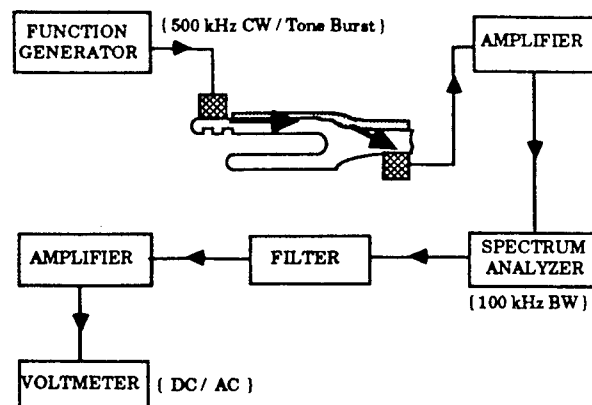 FUNCTION
GENERATOR
{ 500 kHz CW / Tone Burst }
AMPLIFIER
AMPLIFIER
FILTER
SPECTRUM
ANALYZER
{ 100 kHz BW }
VOLTMETER
{ DC / AC }